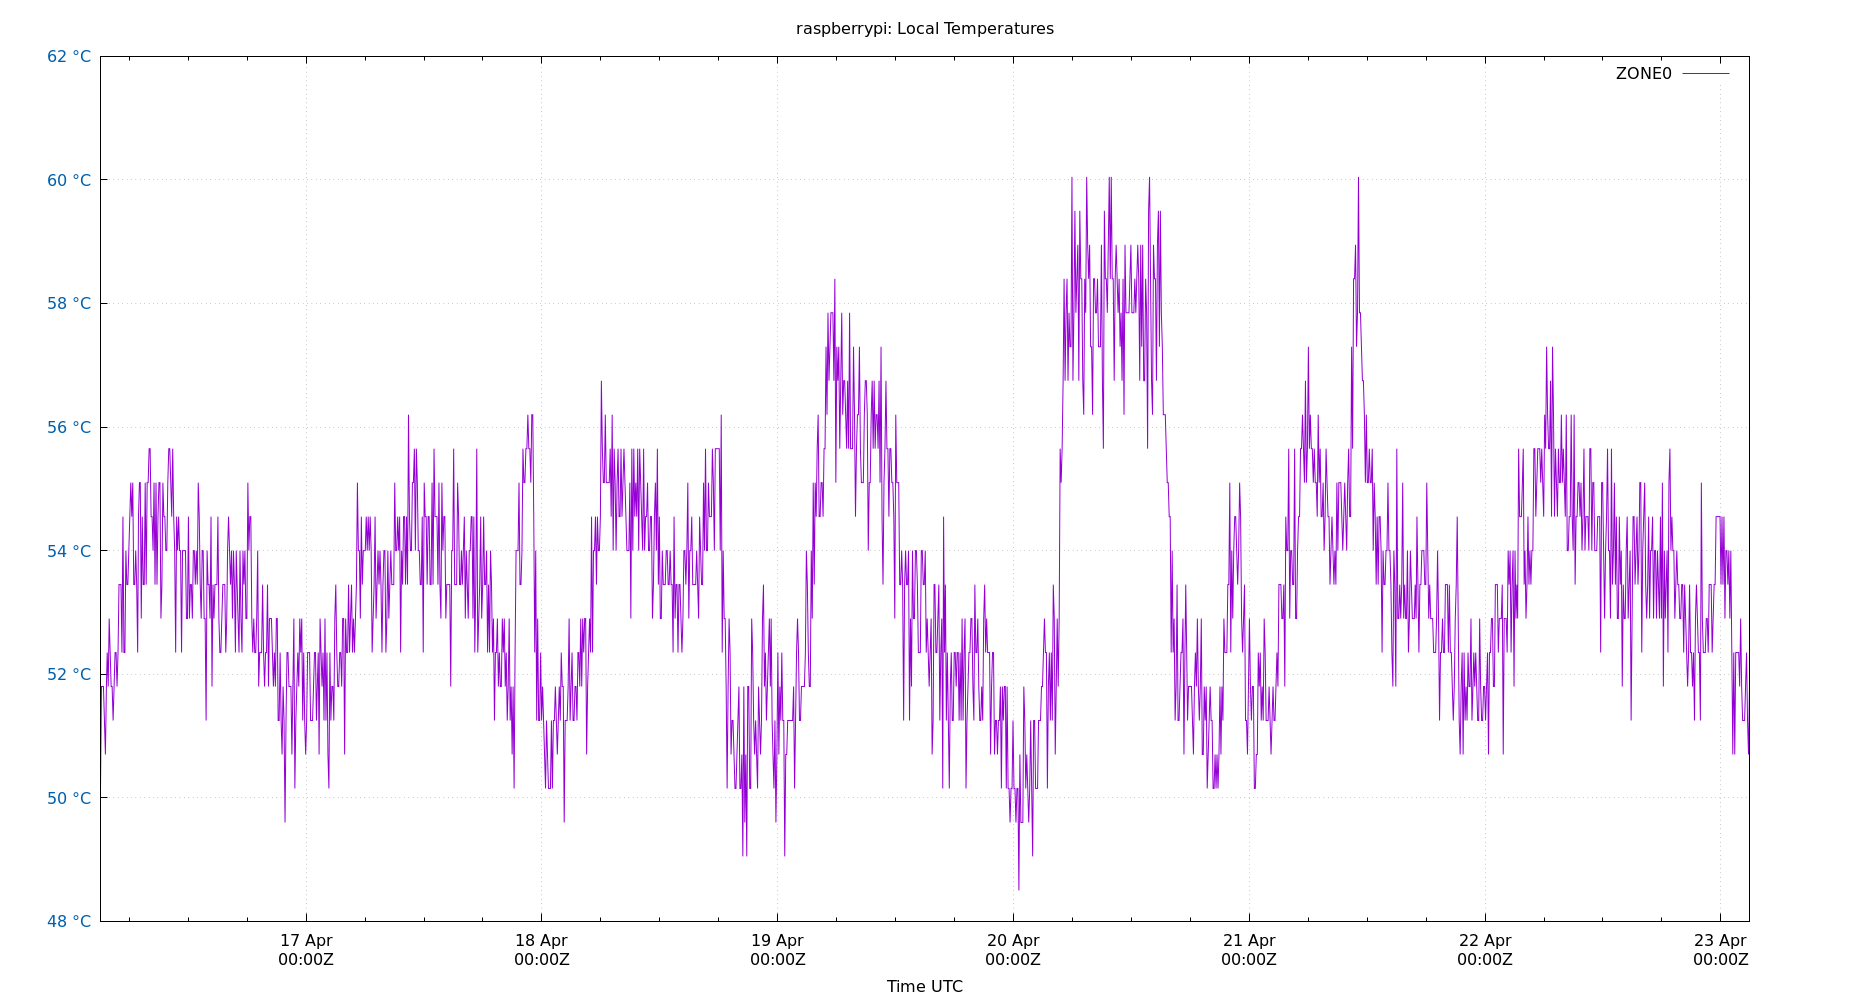 raspberrypi: Local Temperatures
62 °C
ZONE0
60 °C
58 °C
56 °C
54 °C
52 °C
50 °C
48 °C
17 Apr
00:00Z
18 Apr
00:00Z
19 Apr
00:00Z
20 Apr
00:00Z
21 Apr
00:00Z
22 Apr
00:00Z
23 Apr
00:00Z
Time UTC